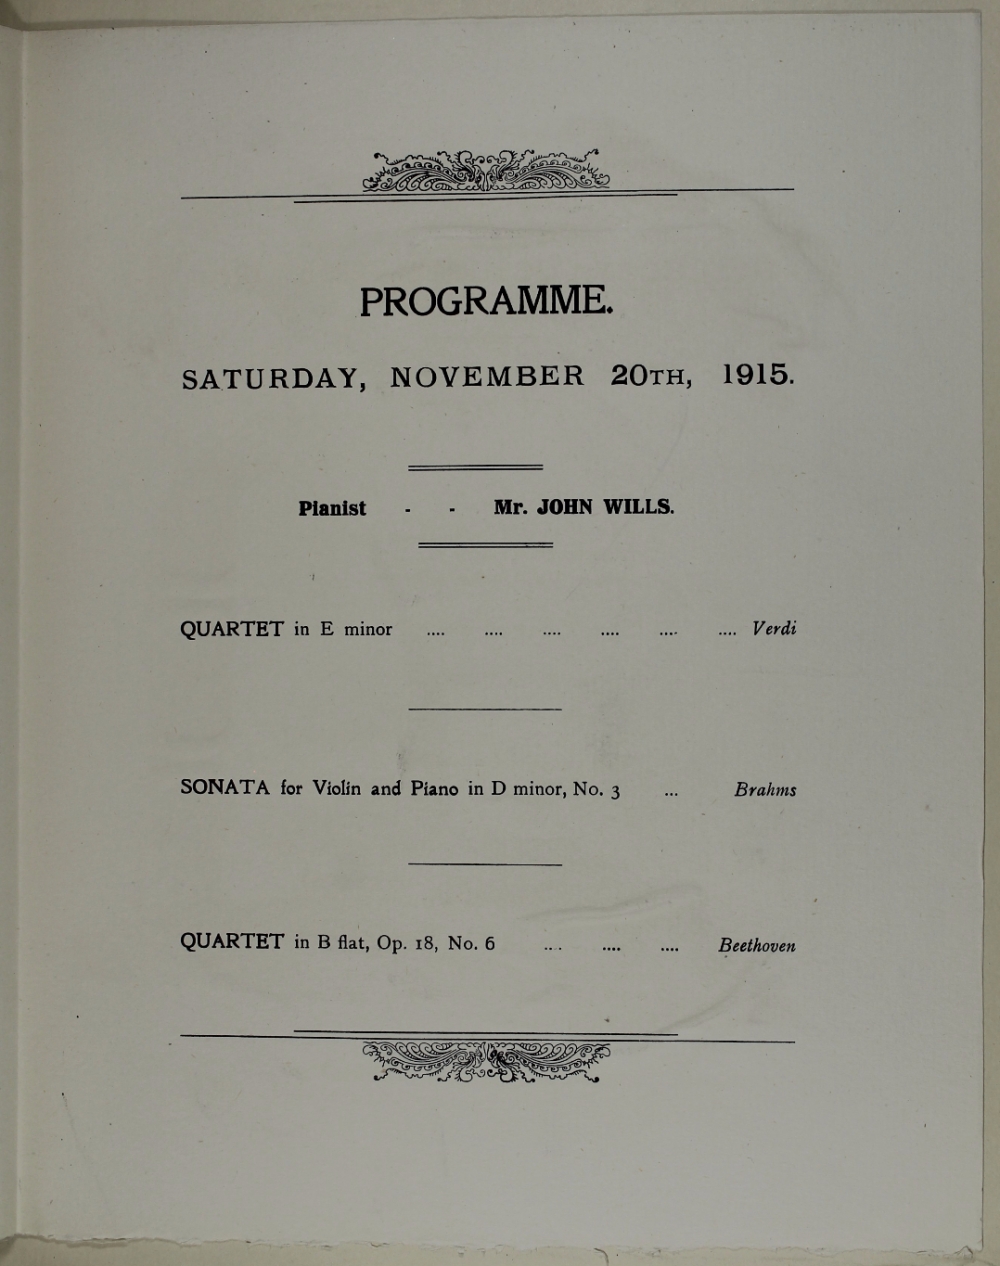 PROGRAMME.
SATURDAY, NOVEMBER 20TH, 1915.
Pianist - - Mr. JOHN WILLS.
QUARTET in E minor .... .... .... .... .... .... Verdi
SONATA for Violin and Piano in D minor, No. 3 ... Brahms
QUARTET in B flat, Op. 18, No. 6 .... .... .... Beethoven